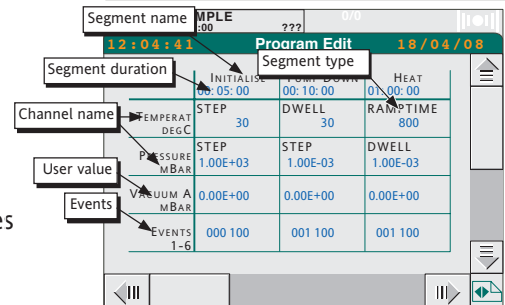 Segment name
MPLE
:00
???
0/0
12:04:41
Program Edit
18/04/08
Segment duration
Segment type
INITIALISE
PUMP DOWN
HEAT
00:05:00
00:10:00
01:00:00
Channel name
TEMPERAT
DEGC
STEP
30
DWELL
30
RAMPTIME
800
PRESSURE
MBAR
STEP
1.00E+03
STEP
1.00E-03
DWELL
1.00E-03
User value
VACUUM A
MBAR
0.00E+00
0.00E+00
0.00E+00
Events
es
EVENTS
1-6
000 100
001 100
001 100